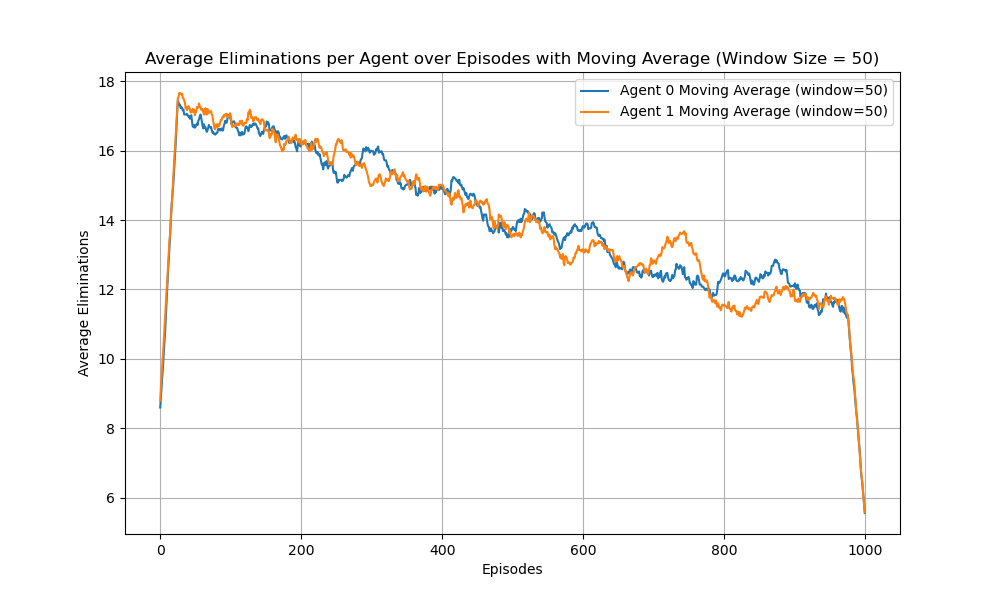 Average Eliminations per Agent over Episodes with Moving Average (Window Size = 50)
Agent 0 Moving Average (window=50)
Agent 1 Moving Average (window=50)
Average Eliminations
18
16
14
12
10
8
6
0 200 400 600 800 1000
Episodes